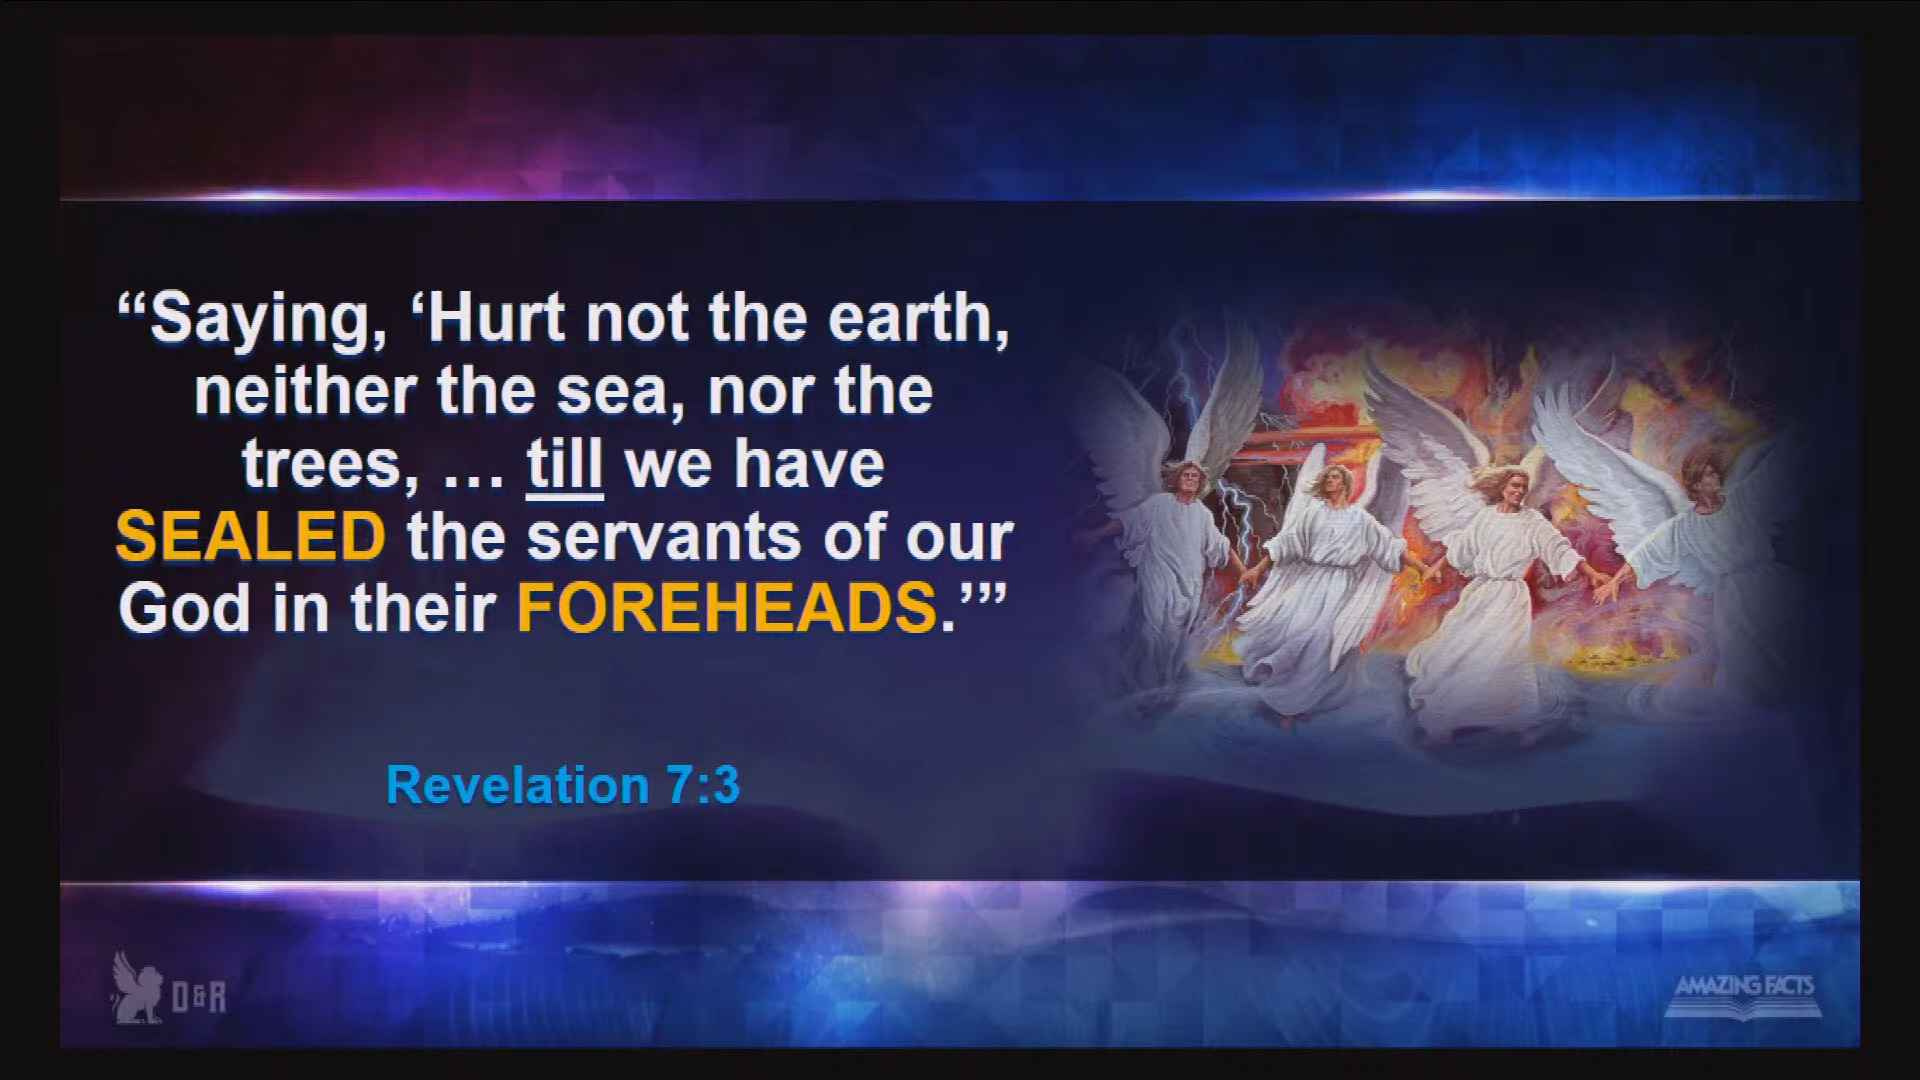 “Saying, ‘Hurt not the earth,
neither the sea, nor the
trees, … till we have
SEALED the servants of our
God in their FOREHEADS.’”
Revelation 7:3
D&R
AMAZING FACTS